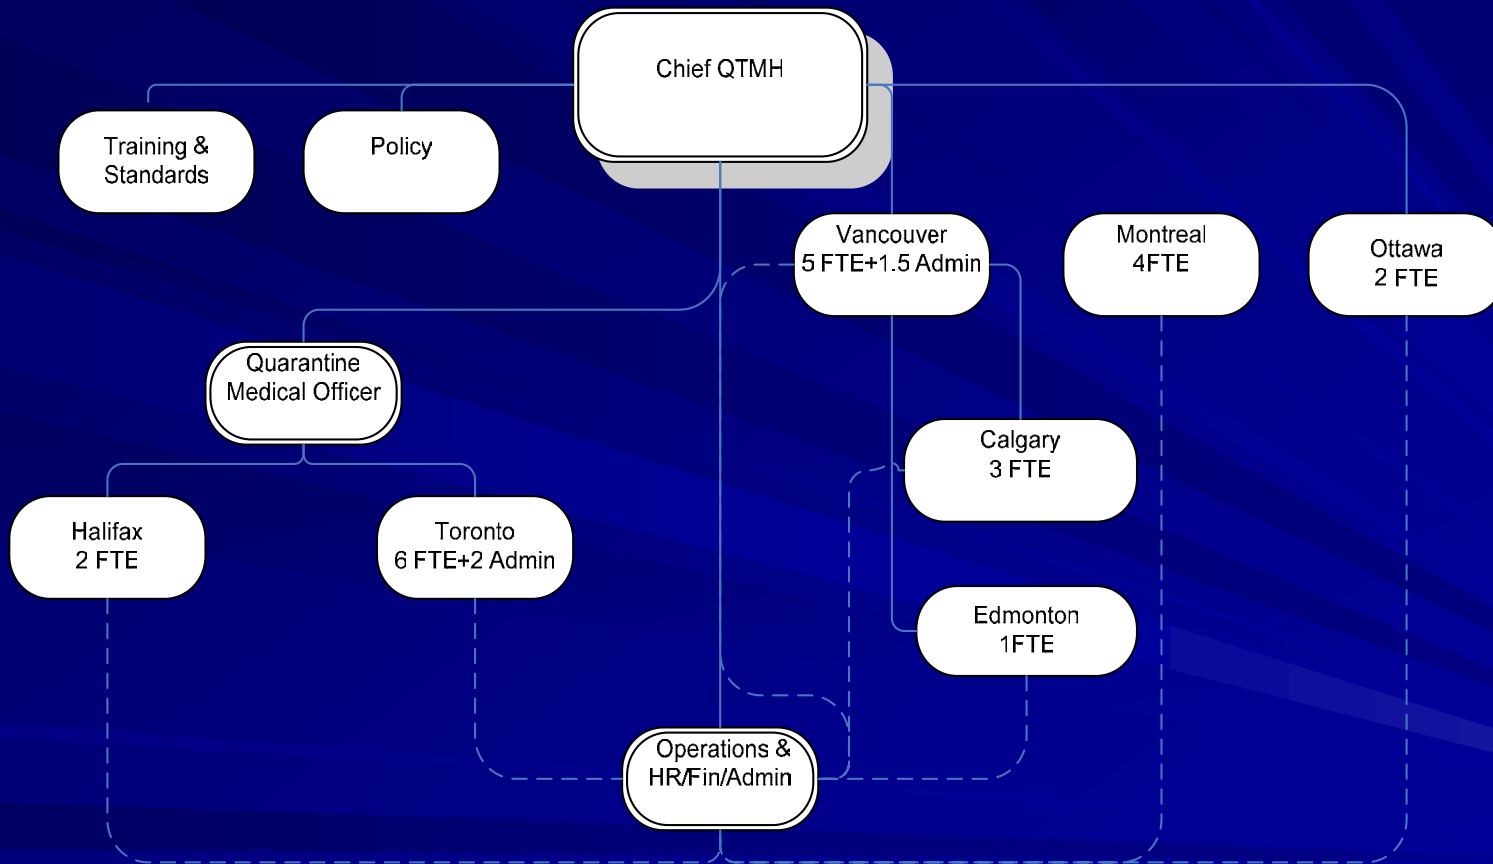 Chief QTMH
Training &
Standards
Policy
Vancouver
5 FTE+1.5 Admin
Montreal
4FTE
Ottawa
2 FTE
Quarantine
Medical Officer
Calgary
3 FTE
Halifax
2 FTE
Toronto
6 FTE+2 Admin
Edmonton
1FTE
Operations &
HR/Fin/Admin